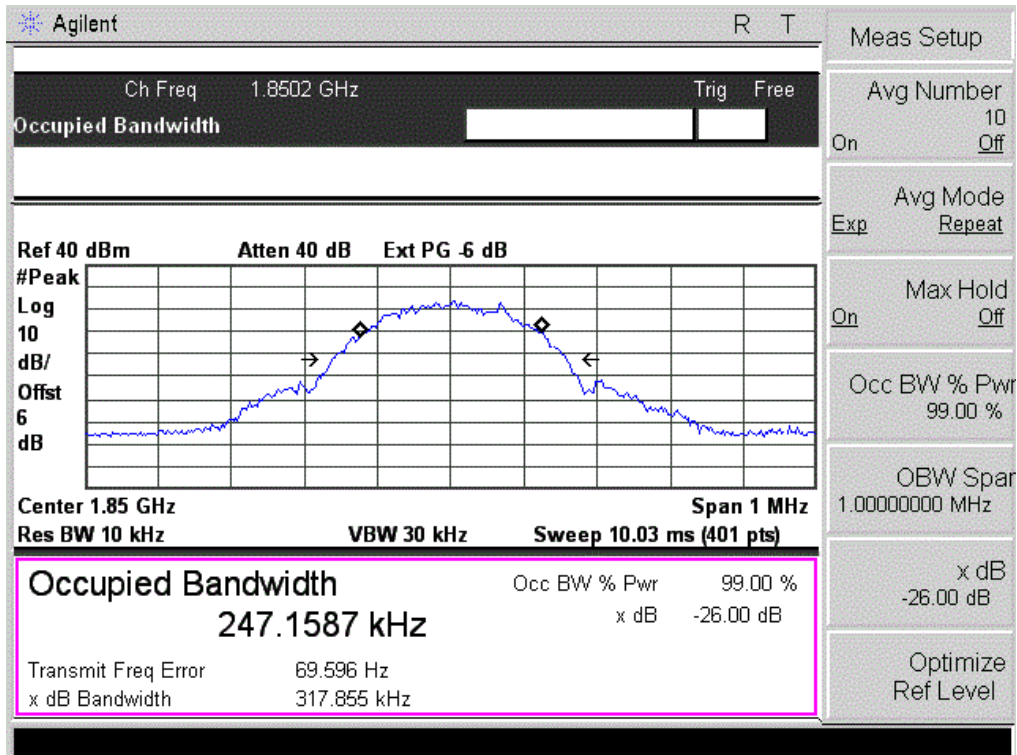 Agilent R T
Ch Freq 1.8502 GHz Trig Free
Occupied Bandwidth
Ref 40 dBm Atten 40 dB Ext PG -6 dB
#Peak
Log
10
dB/
Offst
6
dB
Center 1.85 GHz Span 1 MHz
Res BW 10 kHz VBW 30 kHz Sweep 10.03 ms (401 pts)
Occupied Bandwidth
247.1587 kHz
Occ BW % Pwr 99.00 %
x dB -26.00 dB
Transmit Freq Error 69.596 Hz
x dB Bandwidth 317.855 kHz
Meas Setup
Avg Number
10
On Off
Avg Mode
Exp Repeat
Max Hold
On Off
Occ BW % Pwr
99.00 %
OBW Span
1.00000000 MHz
x dB
-26.00 dB
Optimize
Ref Level